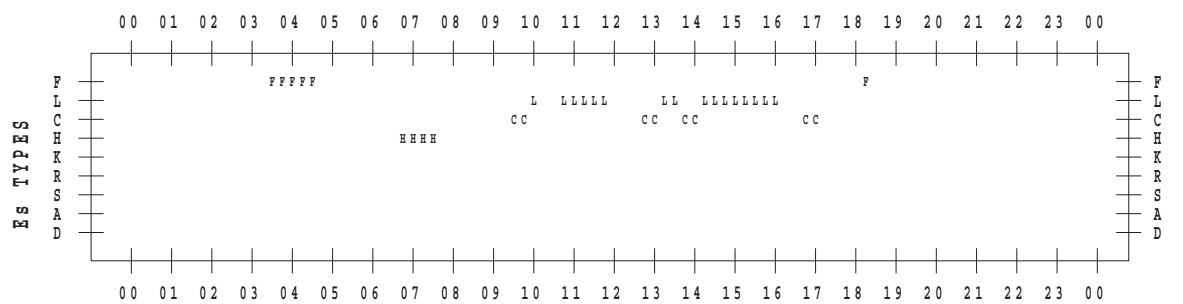 00 01 02 03 04 05 06 07 08 09 10 11 12 13 14 15 16 17 18 19 20 21 22 23 00
F FFFFF F F
L L LLLLL LL LLLLLLLL L
C CC CC CC CC C
H HHHH H
K K
R R
S S
A A
D D
Es TYPES
00 01 02 03 04 05 06 07 08 09 10 11 12 13 14 15 16 17 18 19 20 21 22 23 00